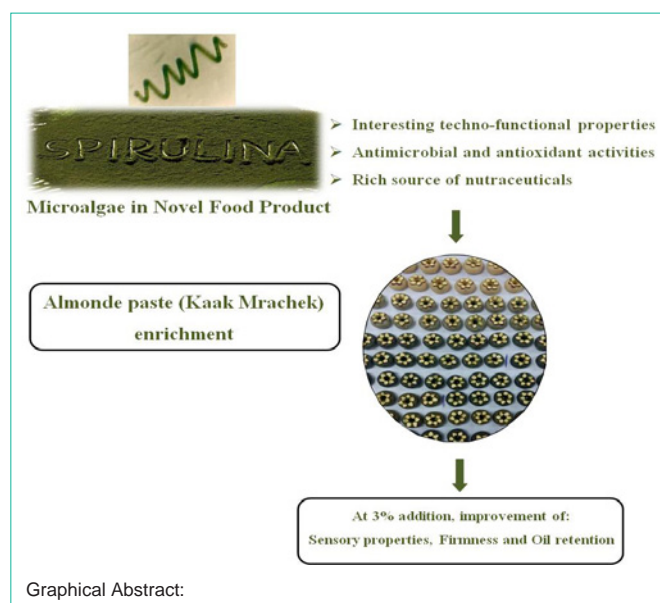 SPIRULINA
Microalgae in Novel Food Product
➢ Interesting techno-functional properties
➢ Antimicrobial and antioxidant activities
➢ Rich source of nutraceuticals
Almonde paste (Kaak Mrachek)
enrichment
At 3% addition, improvement of:
Sensory properties, Firmness and Oil retention
Graphical Abstract: